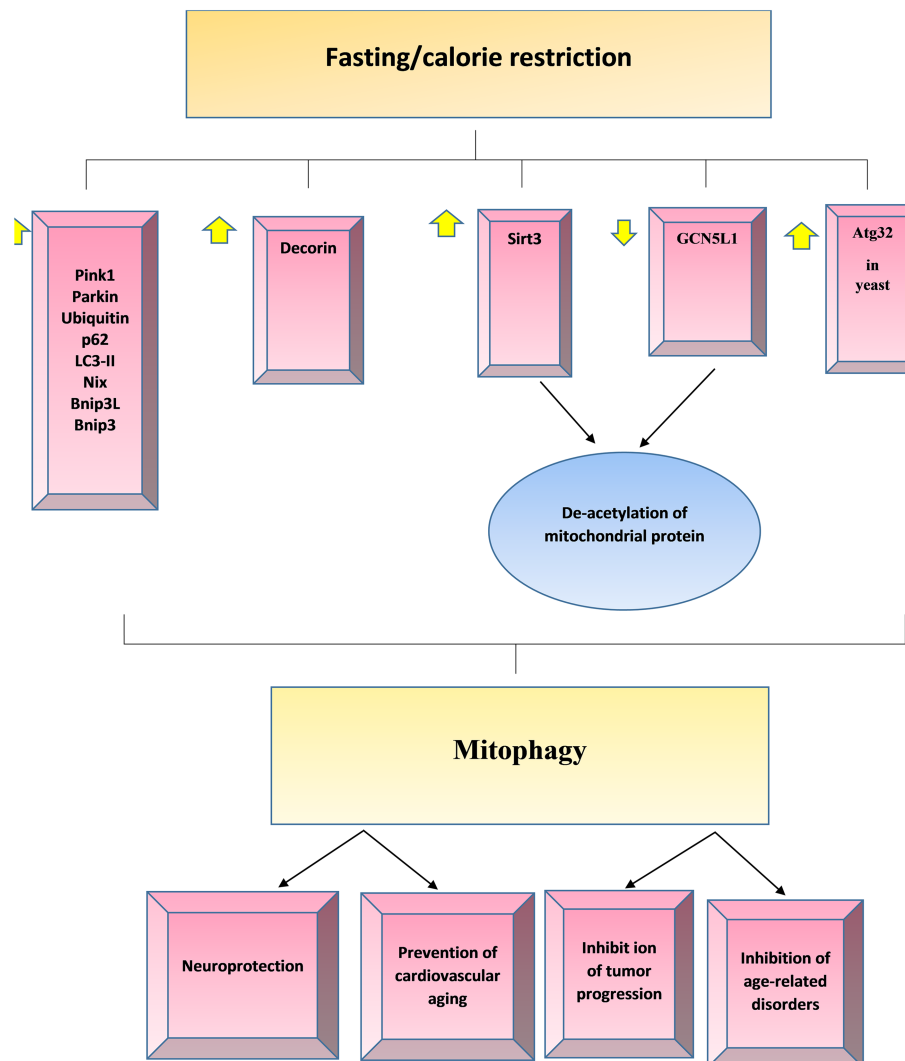 Fasting/calorie restriction
Pink1
Parkin
Ubiquitin
p62
LC3-II
Nix
Bnip3L
Bnip3
Decorin
Sirt3
GCN5L1
Atg32
in
yeast
De-acetylation of
mitochondrial protein
Mitophagy
Neuroprotection
Prevention of
cardiovascular
aging
Inhibit ion
of tumor
progression
Inhibition of
age-related
disorders